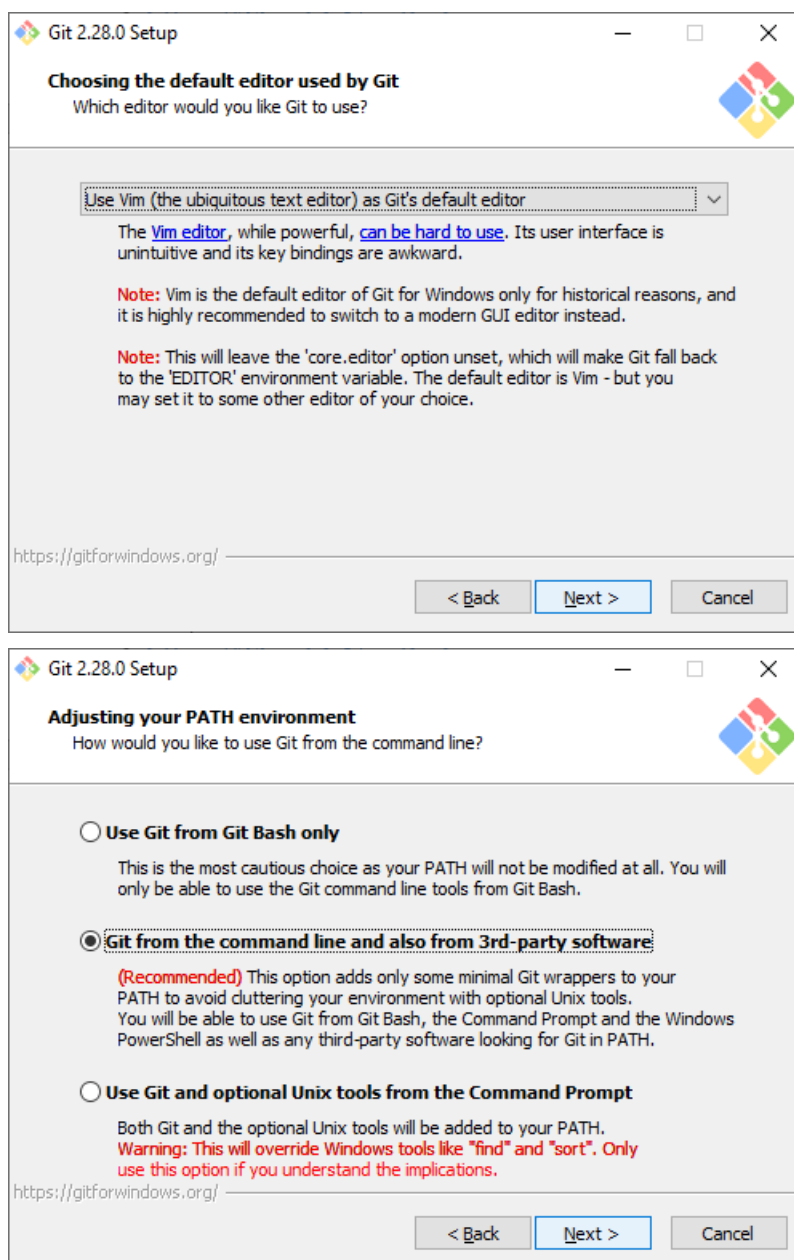 Git 2.28.0 Setup
Choosing the default editor used by Git
Which editor would you like Git to use?
Use Vim (the ubiquitous text editor) as Git's default editor
The Vim editor, while powerful, can be hard to use. Its user interface is
unintuitive and its key bindings are awkward.
Note: Vim is the default editor of Git for Windows only for historical reasons, and
it is highly recommended to switch to a modern GUI editor instead.
Note: This will leave the 'core.editor' option unset, which will make Git fall back
to the 'EDITOR' environment variable. The default editor is Vim - but you
may set it to some other editor of your choice.
https://gitforwindows.org/
< Back Next > Cancel
Git 2.28.0 Setup
Adjusting your PATH environment
How would you like to use Git from the command line?
Use Git from Git Bash only
This is the most cautious choice as your PATH will not be modified at all. You will
only be able to use the Git command line tools from Git Bash.
Git from the command line and also from 3rd-party software
(Recommended) This option adds only some minimal Git wrappers to your
PATH to avoid cluttering your environment with optional Unix tools.
You will be able to use Git from Git Bash, the Command Prompt and the Windows
PowerShell as well as any third-party software looking for Git in PATH.
Use Git and optional Unix tools from the Command Prompt
Both Git and the optional Unix tools will be added to your PATH.
Warning: This will override Windows tools like "find" and "sort". Only
use this option if you understand the implications.
https://gitforwindows.org/
< Back Next > Cancel